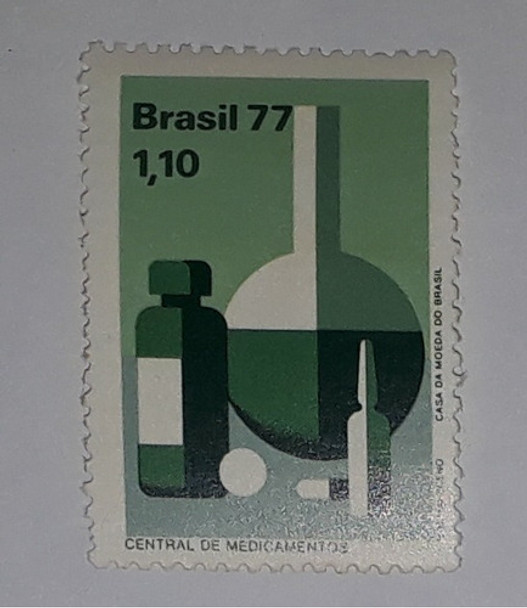 Brasil 77
1,10
CASA DA MOEDA DO BRASIL
CENTRAL DE MEDICAMENTOS